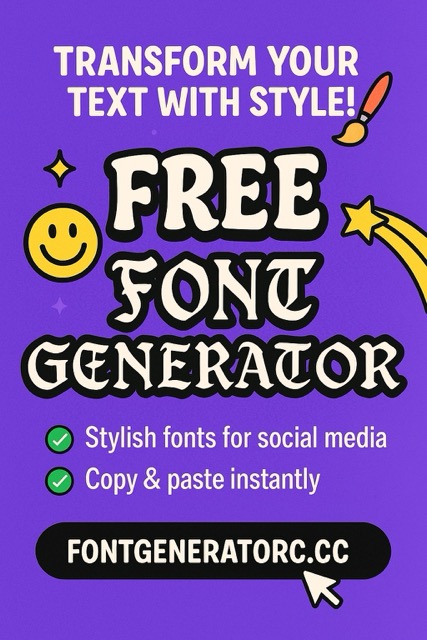 TRANSFORM YOUR
TEXT WITH STYLE!
FREE
FONT
GENERATOR
Stylish fonts for social media
Copy & paste instantly
FONTGENERATORC.CC